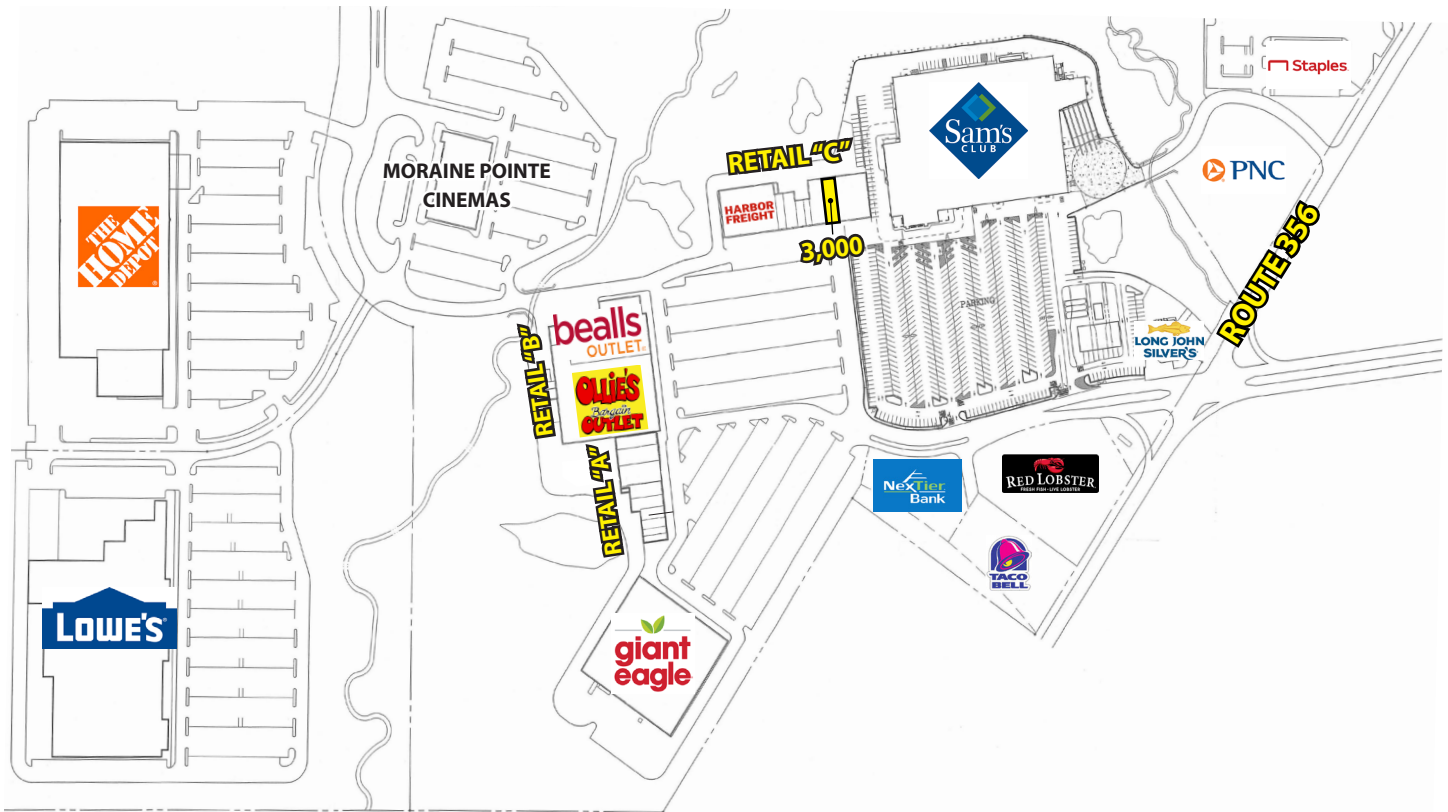 Staples
Sam's
CLUB
RETAIL "C"
MORAINE POINTE
CINEMAS
PNC
HARBOR
FREIGHT
THE
HOME
DEPOT
3,000
ROUTE 356
PARKING
bealls
OUTLET
RETAIL "B"
LONG JOHN
SILVER'S
OLLIE'S
Bargain
OUTLET
RETAIL "A"
NexTier
Bank
RED LOBSTER
FRESH FISH • LIVE LOBSTER
TACO
BELL
LOWE'S
giant
eagle